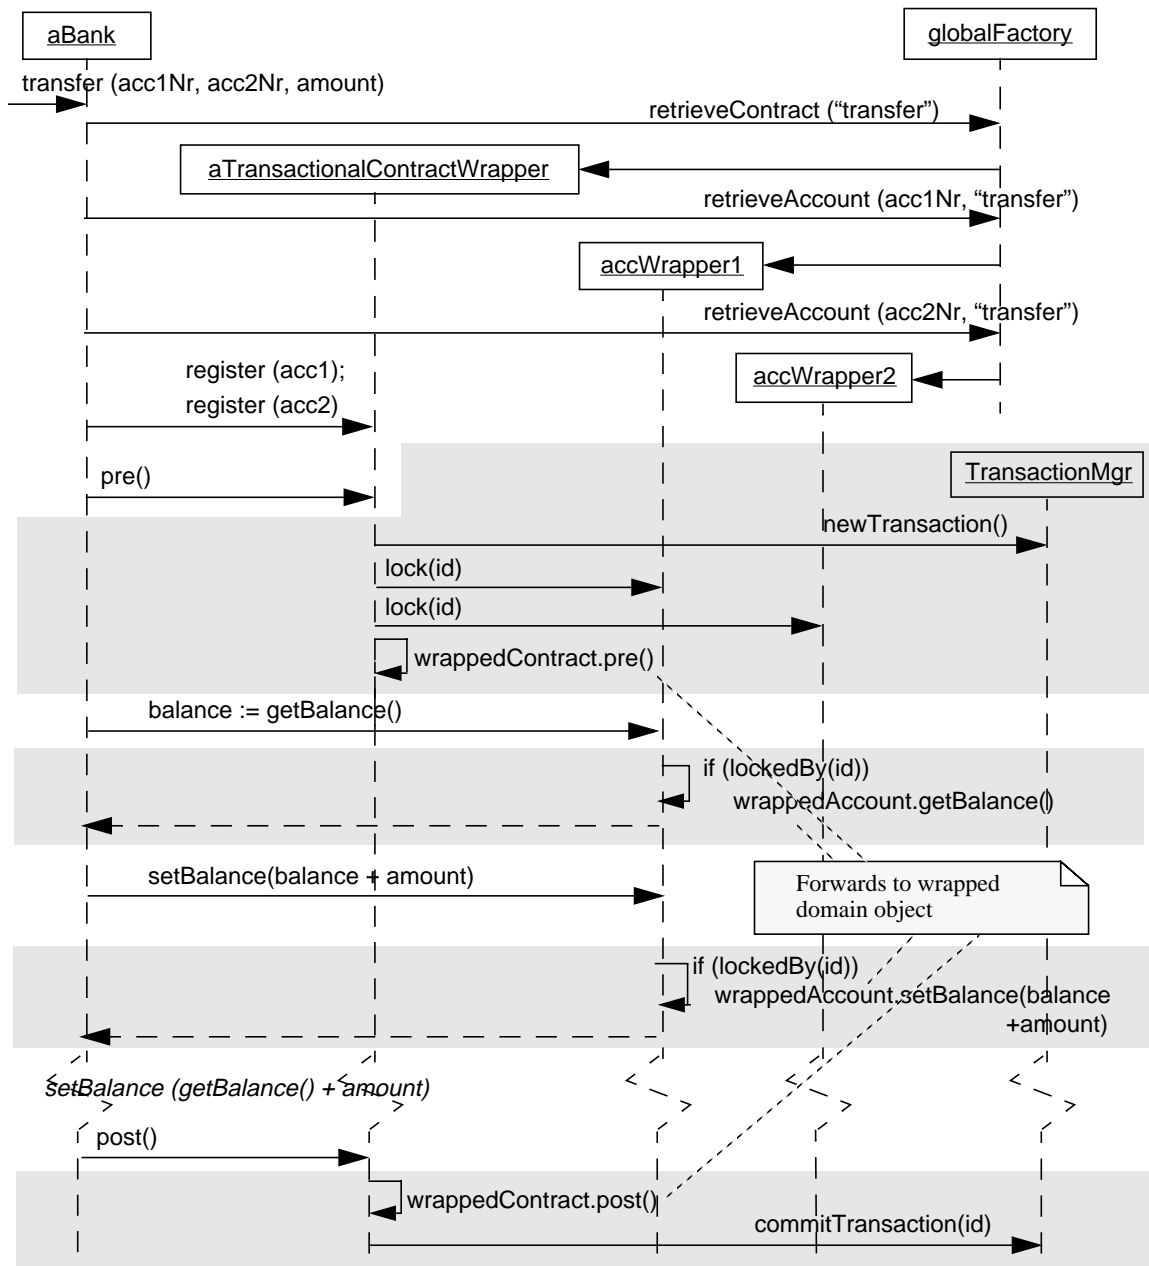 aBank
globalFactory
transfer (acc1Nr, acc2Nr, amount)
retrieveContract (“transfer”)
aTransactionalContractWrapper
retrieveAccount (acc1Nr, “transfer”)
accWrapper1
retrieveAccount (acc2Nr, “transfer”)
register (acc1);
accWrapper2
register (acc2)
pre()
TransactionMgr
newTransaction()
lock(id)
lock(id)
wrappedContract.pre()
balance := getBalance()
if (lockedBy(id))
wrappedAccount.getBalance()
setBalance(balance + amount)
Forwards to wrapped
domain object
if (lockedBy(id))
wrappedAccount.setBalance(balance
+amount)
setBalance (getBalance() + amount)
post()
wrappedContract.post()
commitTransaction(id)